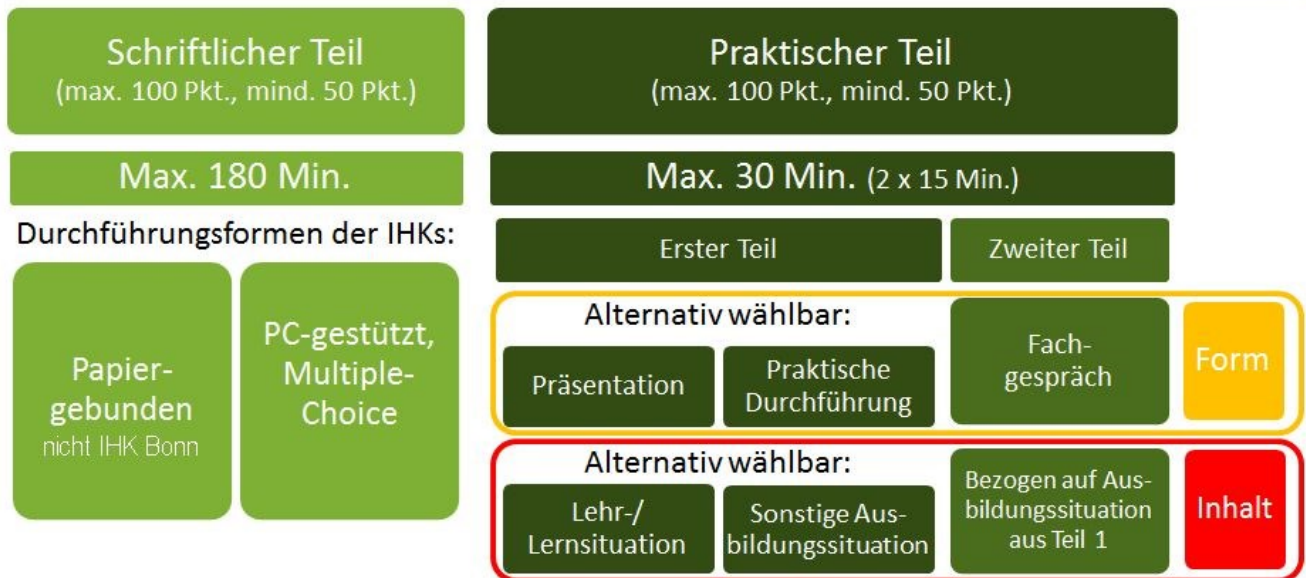 Schriftlicher Teil
(max. 100 Pkt., mind. 50 Pkt.)
Max. 180 Min.
Durchführungsformen der IHKs:
Papier-
gebunden
nicht IHK Bonn
PC-gestützt,
Multiple-
Choice
Praktischer Teil
(max. 100 Pkt., mind. 50 Pkt.)
Max. 30 Min. (2 x 15 Min.)
Erster Teil
Zweiter Teil
Alternativ wählbar:
Präsentation
Praktische
Durchführung
Fach-
gespräch
Form
Alternativ wählbar:
Lehr-/
Lernsituation
Sonstige Aus-
bildungssituation
Bezogen auf Aus-
bildungssituation
aus Teil 1
Inhalt